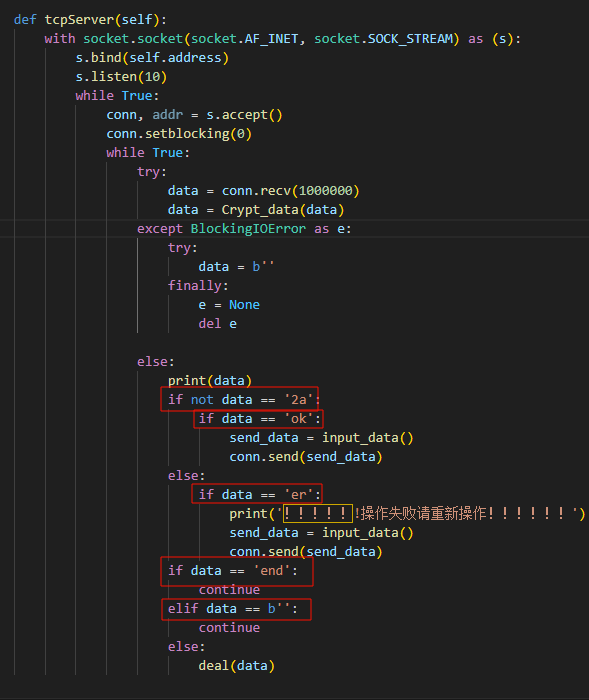 def tcpServer(self):
with socket.socket(socket.AF_INET, socket.SOCK_STREAM) as (s):
s.bind(self.address)
s.listen(10)
while True:
conn, addr = s.accept()
conn.setblocking(0)
while True:
try:
data = conn.recv(1000000)
data = Crypt_data(data)
except BlockingIOError as e:
try:
data = b''
finally:
e = None
del e
else:
print(data)
if not data == '2a':
if data == 'ok':
send_data = input_data()
conn.send(send_data)
else:
if data == 'er':
print('！！！！！!操作失败请重新操作！！！！！！')
send_data = input_data()
conn.send(send_data)
if data == 'end':
continue
elif data == b'':
continue
else:
deal(data)